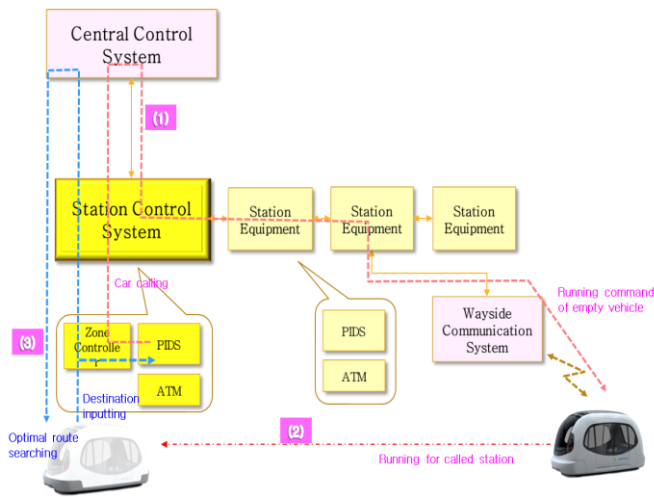 Central Control
System
(1)
Station Control
System
Station
Equipment
Station
Equipment
Station
Equipment
Car calling
Running command
of empty vehicle
Wayside
Communication
System
Zone
Controlle
r
PIDS
ATM
PIDS
ATM
(3)
Destination
inputting
Optimal route
searching
(2)
Running for called station